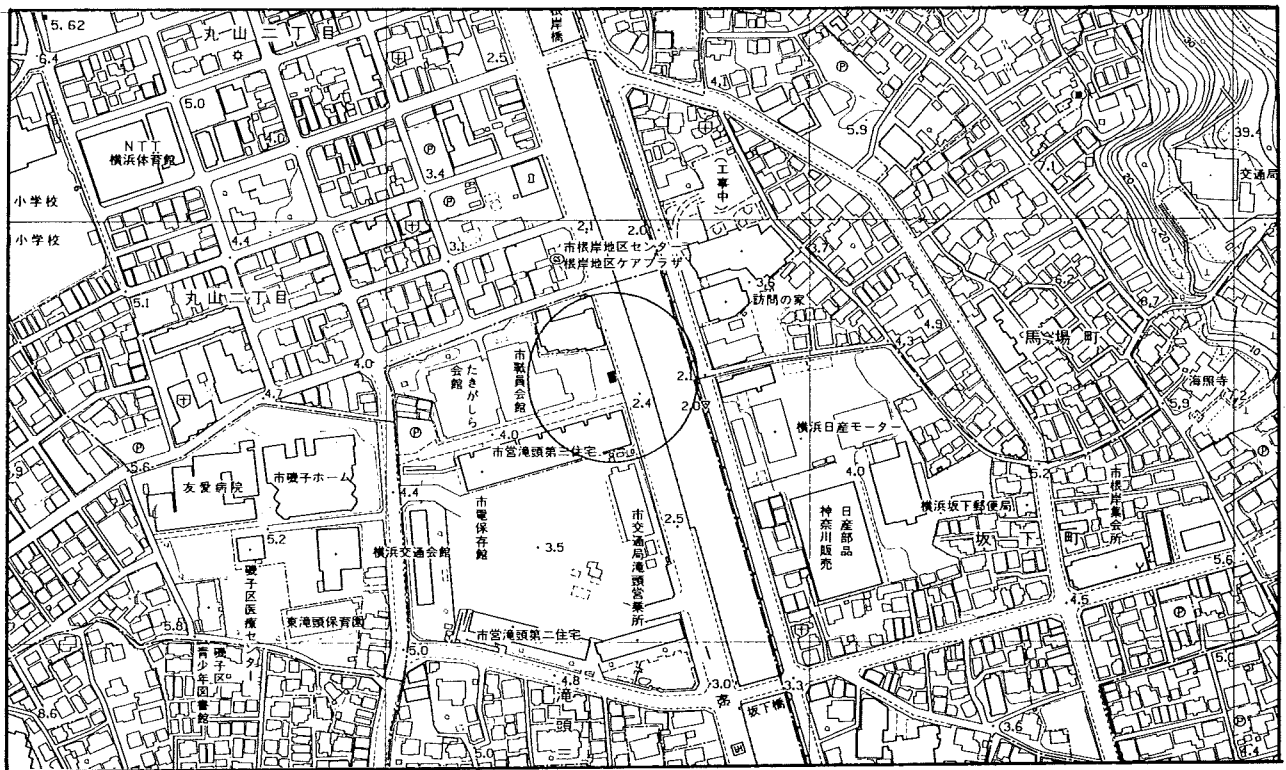 5.62
丸山二丁目
根岸橋
2.5
6.4
4.1
5.0
4.0
5.9
39.4
NTT
横浜体育館
小学校
3.4
(工事中)
交通局
小学校
4.4
2.1
2.0
3.1
市根岸地区センター
根岸地区ケアプラザ
3.7
20
6.2
8.7
5.1
丸山二丁目
訪問の家
4.9
馬場町
4.0
4.3
10
たきがしら会館
市職員会館
2.4
2.1
2.0
海照寺
7.2
5.9
4.0
横浜日産モーター
5.6
友愛病院
市磯子ホーム
市営滝頭第三住宅
4.0
4.4
市電保存館
2.5
日産部品
神奈川販売
横浜坂下郵便局
市根岸集会所
坂下町
5.2
横浜交通会館
3.5
市交通局滝頭営業所
5.6
磯子区医療センター
東滝頭保育園
4.5
5.8
市営滝頭第二住宅
5.0
磯子区
青少年図書館
4.8
3.0
3.3
坂下橋
5.0
8.6
3.6
5.0
4.4